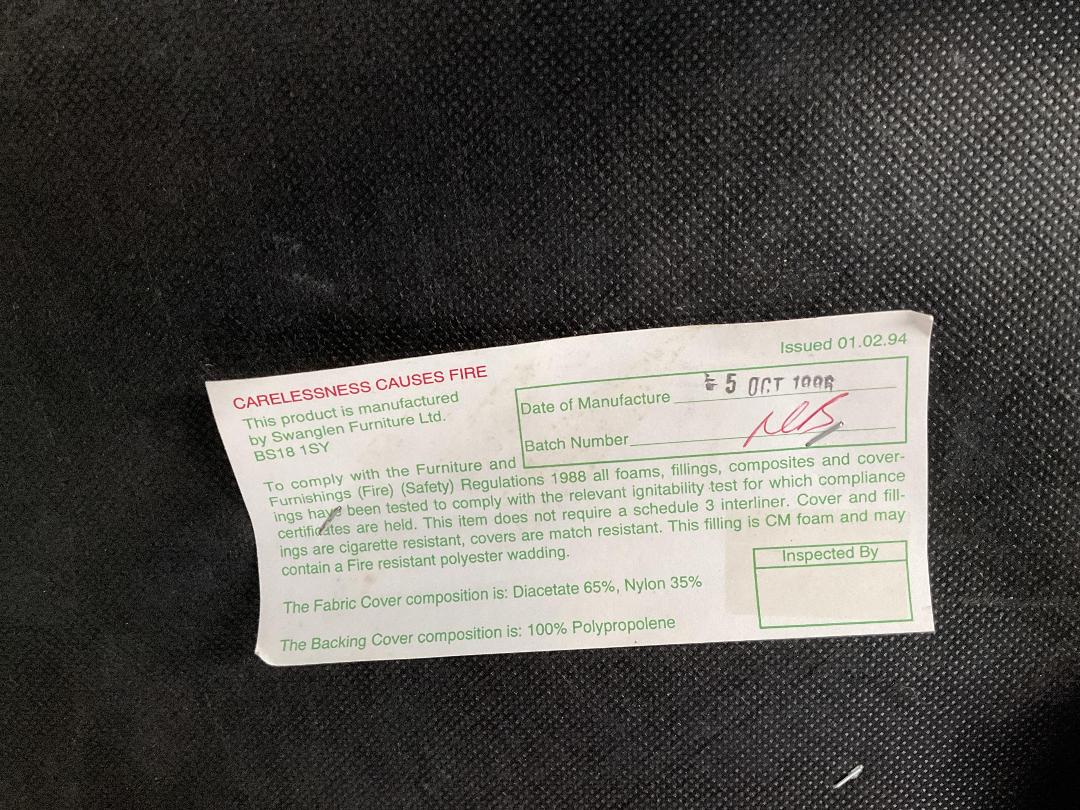 Issued 01.02.94
CARELESSNESS CAUSES FIRE
This product is manufactured
by Swanglen Furniture Ltd.
BS18 1SY
Date of Manufacture 5 OCT
Batch Number
To comply with the Furniture and
Furnishings (Fire) (Safety) Regulations 1988 all foams, fillings, composites and cover-
ings have been tested to comply with the relevant ignitability test for which compliance
certificates are held. This item does not require a schedule 3 interliner. Cover and fill-
ings are cigarette resistant, covers are match resistant. This filling is CM foam and may
contain a Fire resistant polyester wadding.
Inspected By
The Fabric Cover composition is: Diacetate 65%, Nylon 35%
The Backing Cover composition is: 100% Polypropolene